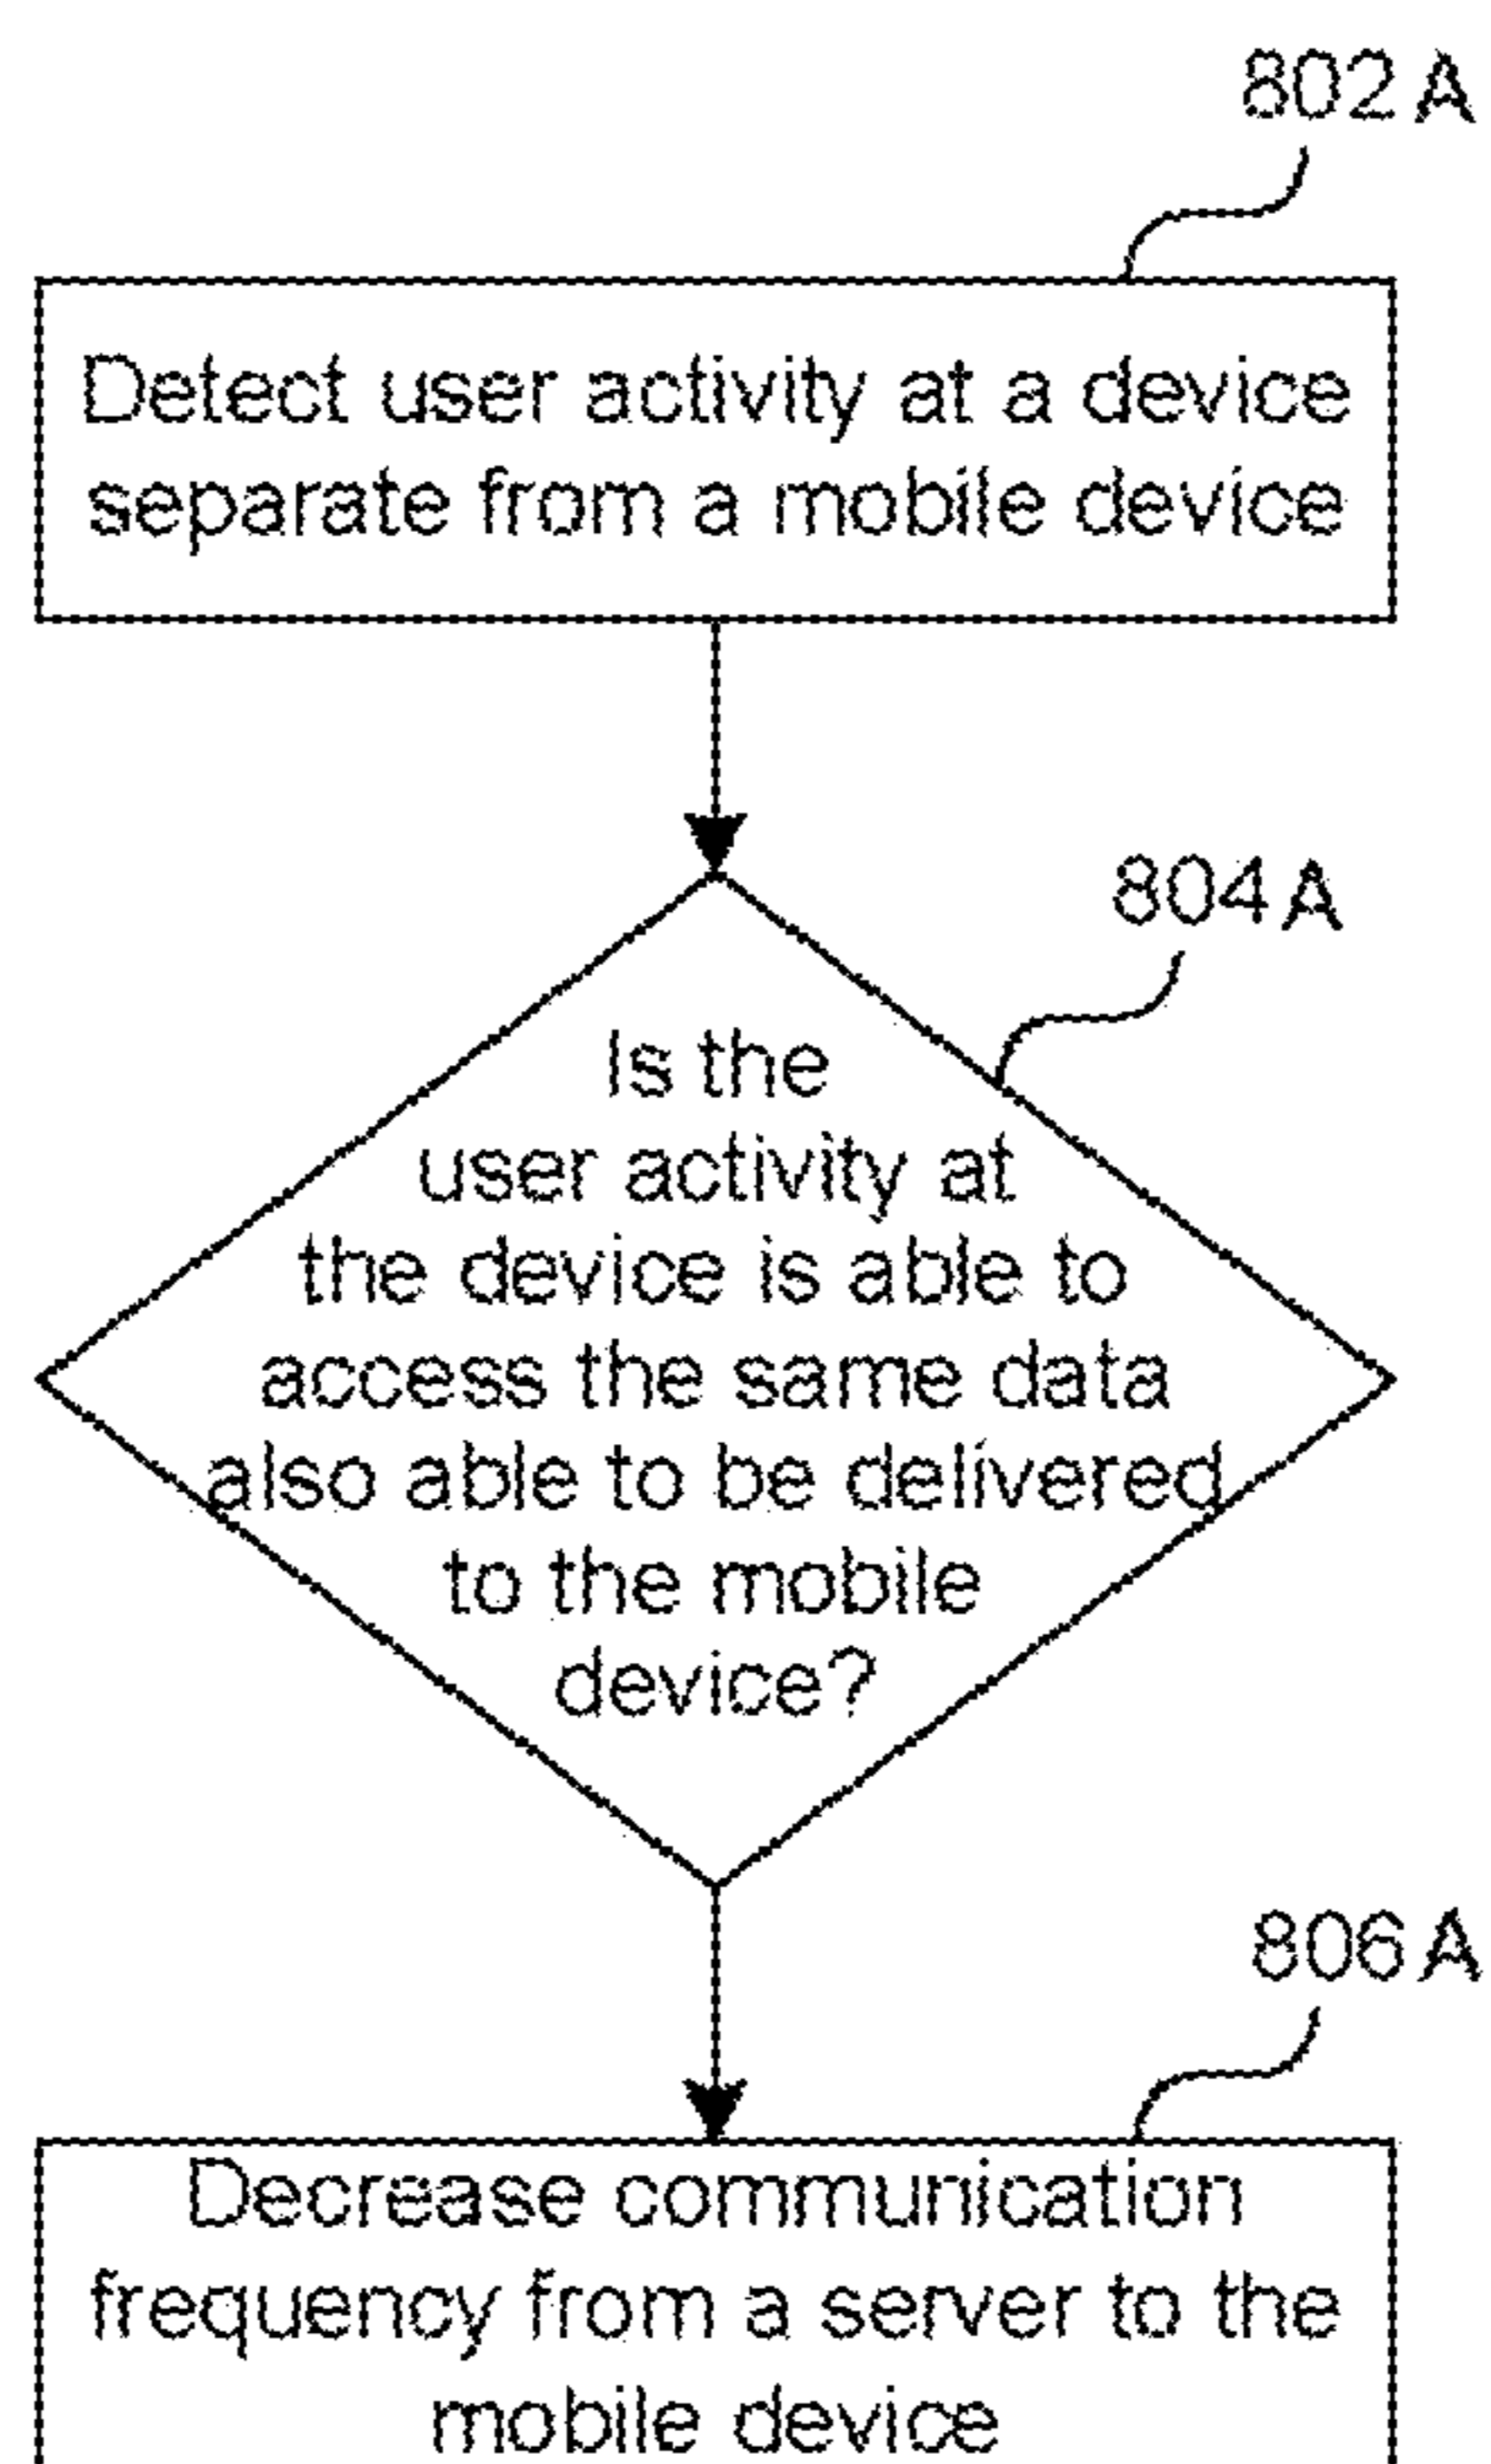 802A
Detect user activity at a device
separate from a mobile device
804A
Is the
user activity at
the device is able to
access the same data
also able to be delivered
to the mobile
device?
806A
Decrease communication
frequency from a server to the
mobile device